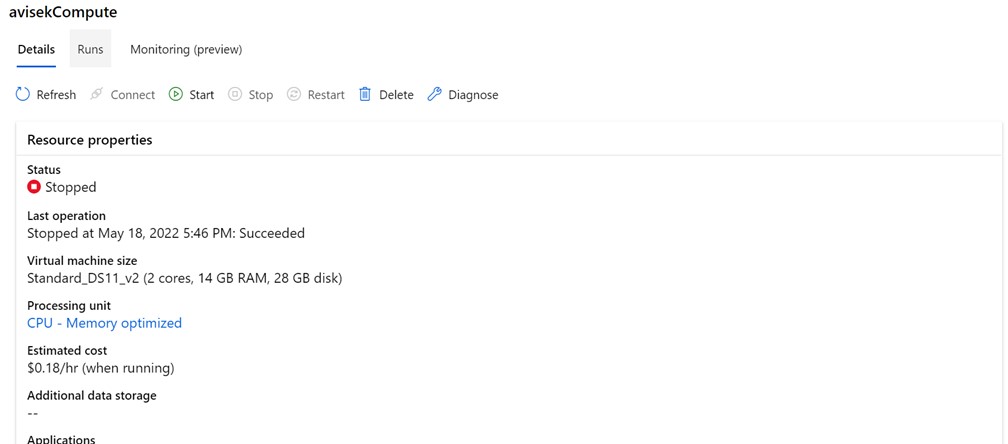 avisekCompute
Details Runs Monitoring (preview)
Refresh Connect Start Stop Restart Delete Diagnose
Resource properties
Status
Stopped
Last operation
Stopped at May 18, 2022 5:46 PM: Succeeded
Virtual machine size
Standard_DS11_v2 (2 cores, 14 GB RAM, 28 GB disk)
Processing unit
CPU - Memory optimized
Estimated cost
$0.18/hr (when running)
Additional data storage
--
Applications